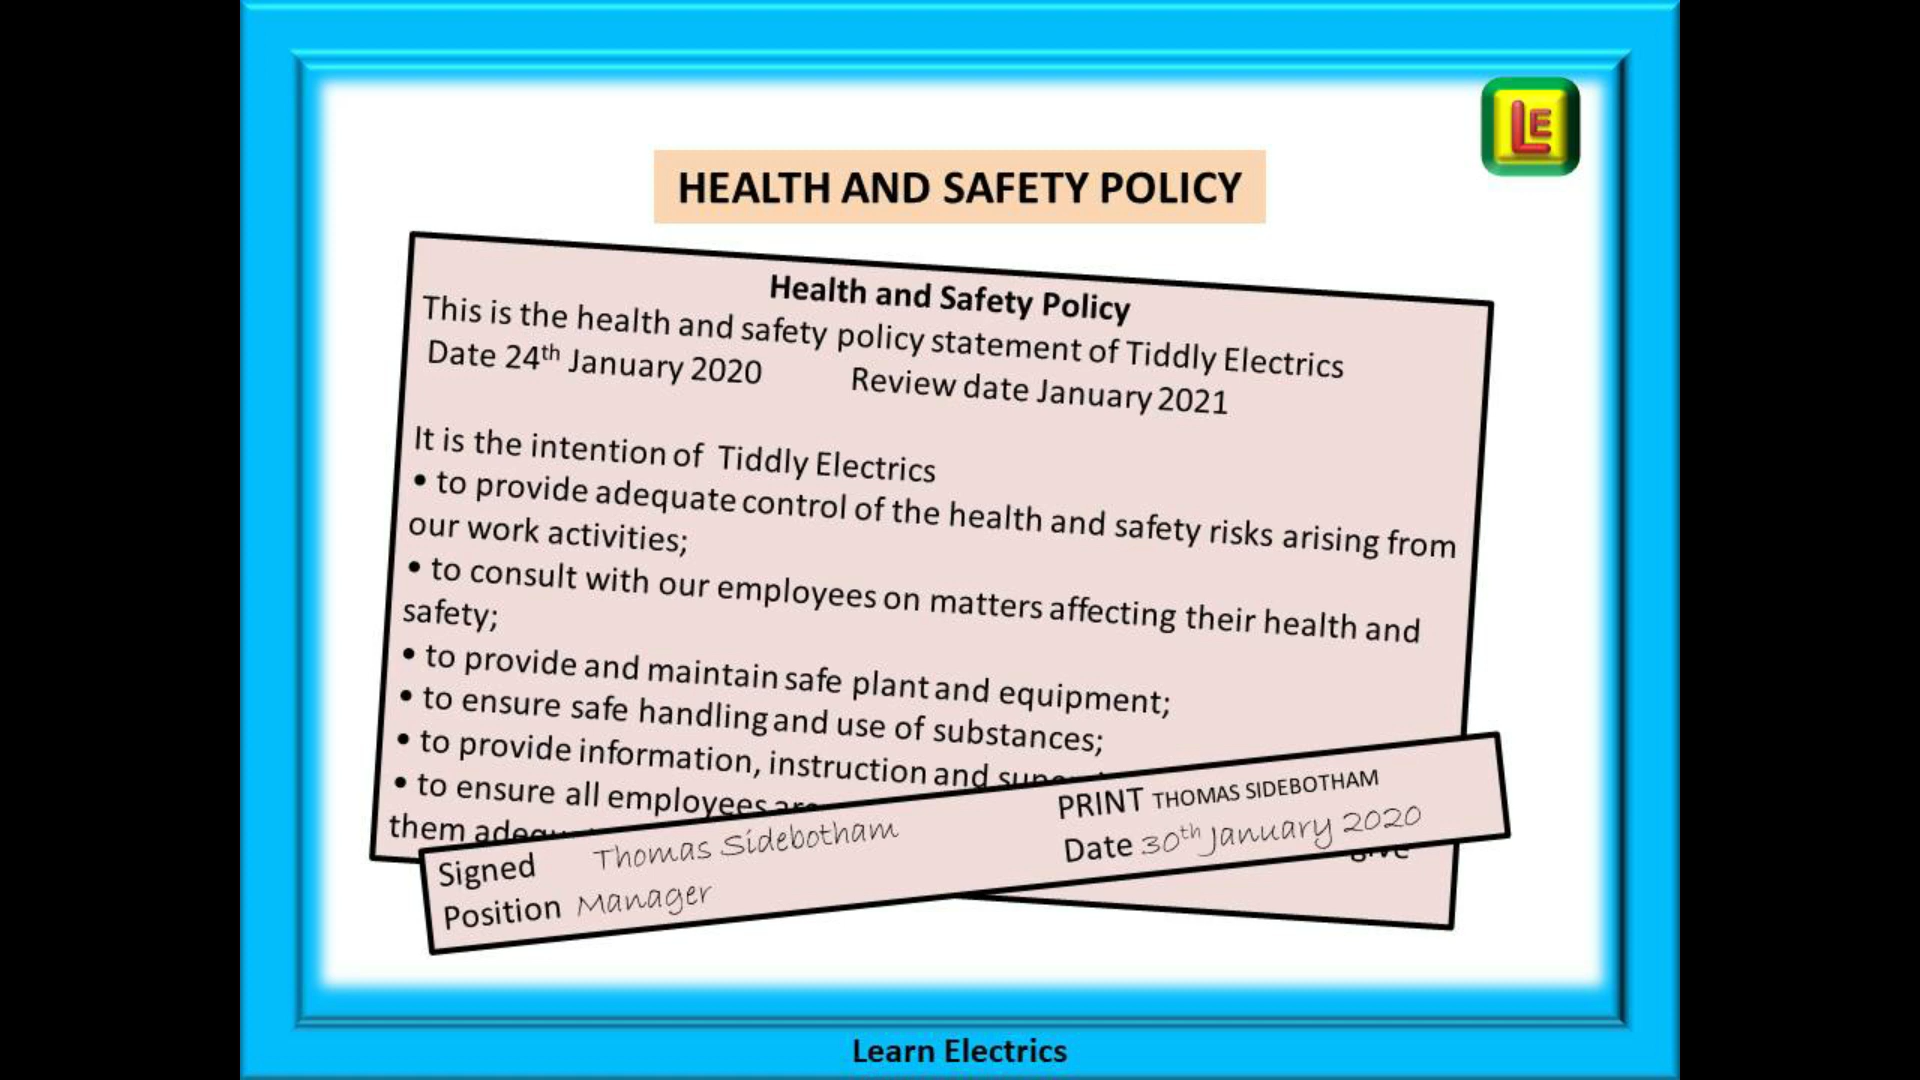 LE
HEALTH AND SAFETY POLICY
Health and Safety Policy
This is the health and safety policy statement of Tiddly Electrics
Date 24th January 2020 Review date January 2021
It is the intention of Tiddly Electrics
• to provide adequate control of the health and safety risks arising from
our work activities;
• to consult with our employees on matters affecting their health and
safety;
• to provide and maintain safe plant and equipment;
• to ensure safe handling and use of substances;
• to provide information, instruction and
• to ensure all employees
them
Signed Thomas Sidebotham PRINT THOMAS SIDEBOTHAM
Position Manager Date 30th January 2020
Learn Electrics